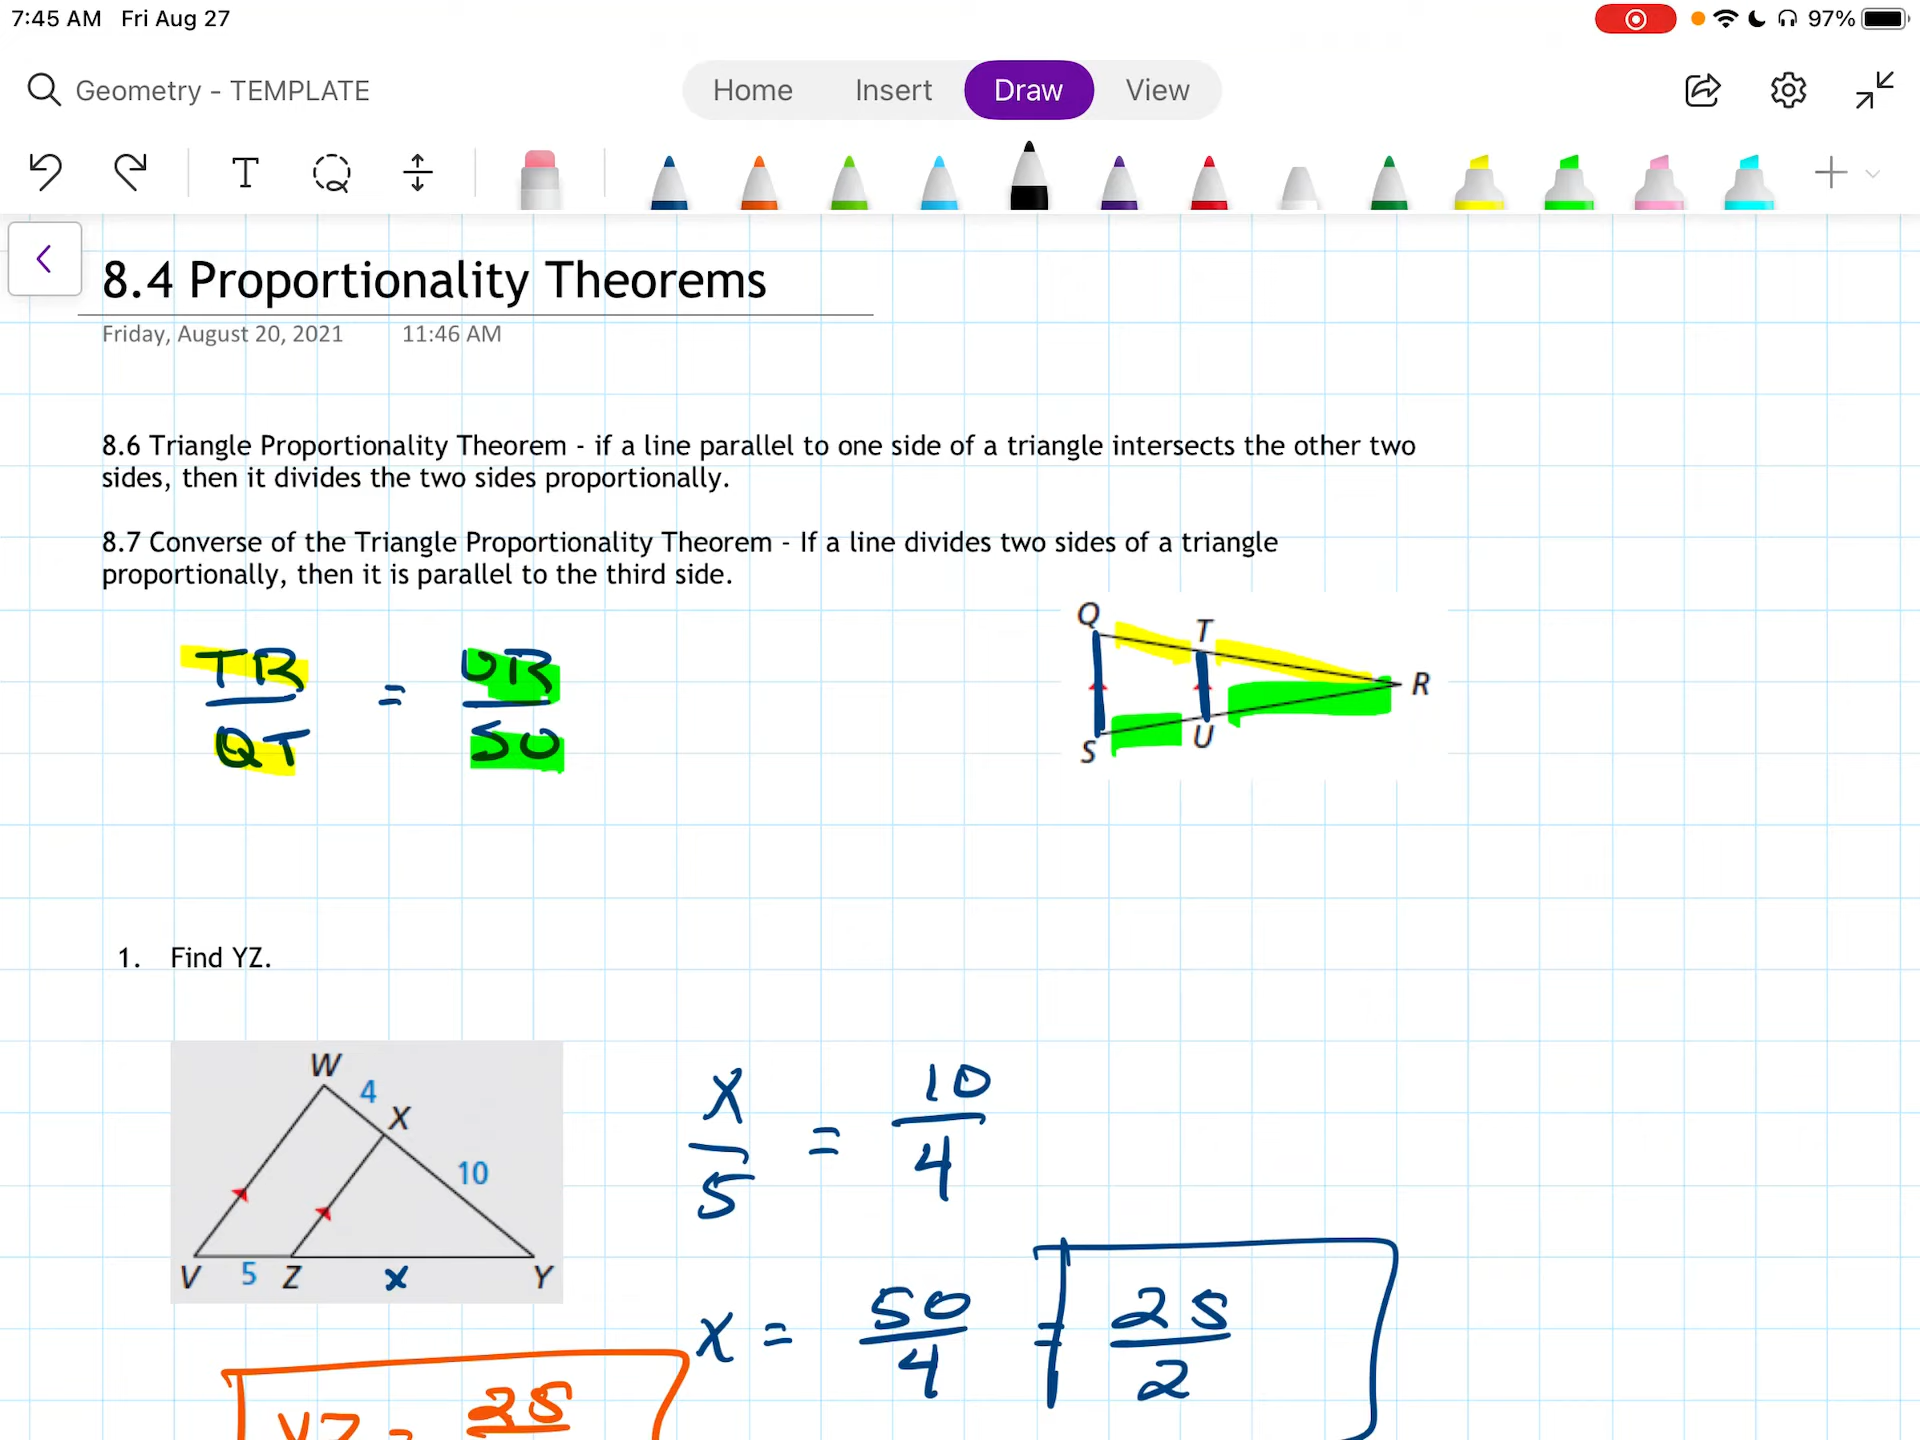 7:45 AM Fri Aug 27 97%
Geometry - TEMPLATE Home Insert Draw View
T
8.4 Proportionality Theorems
Friday, August 20, 2021 11:46 AM
8.6 Triangle Proportionality Theorem - if a line parallel to one side of a triangle intersects the other two
sides, then it divides the two sides proportionally.
8.7 Converse of the Triangle Proportionality Theorem - If a line divides two sides of a triangle
proportionally, then it is parallel to the third side.
TR/QT = UR/SU
Q
T
R
U
S
1. Find YZ.
W
4
X
10
V 5 Z x Y
x/5 = 10/4
x = 50/4 = 25/2
YZ = 25